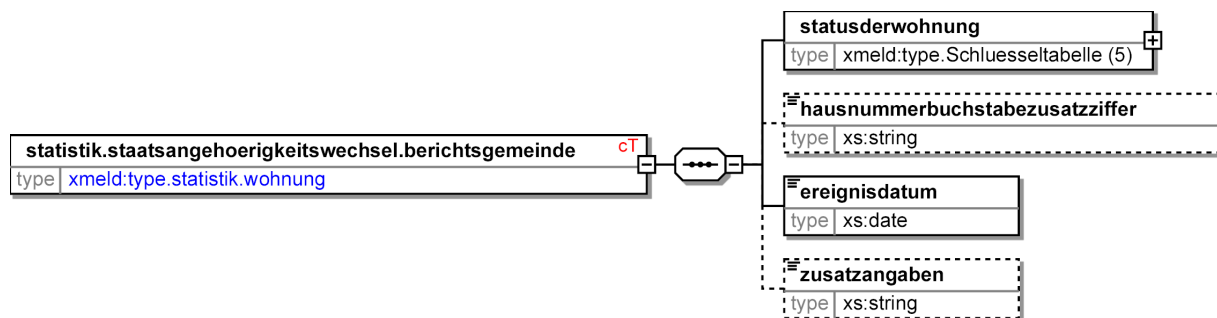 statusderwohnung
type xmeld:type.Schluesseltabelle (5)
hausnummerbuchstabezusatzziffer
type xs:string
statistik.staatsangehoerigkeitswechsel.berichtsgemeinde cT
type xmeld:type.statistik.wohnung
ereignisdatum
type xs:date
zusatzangaben
type xs:string